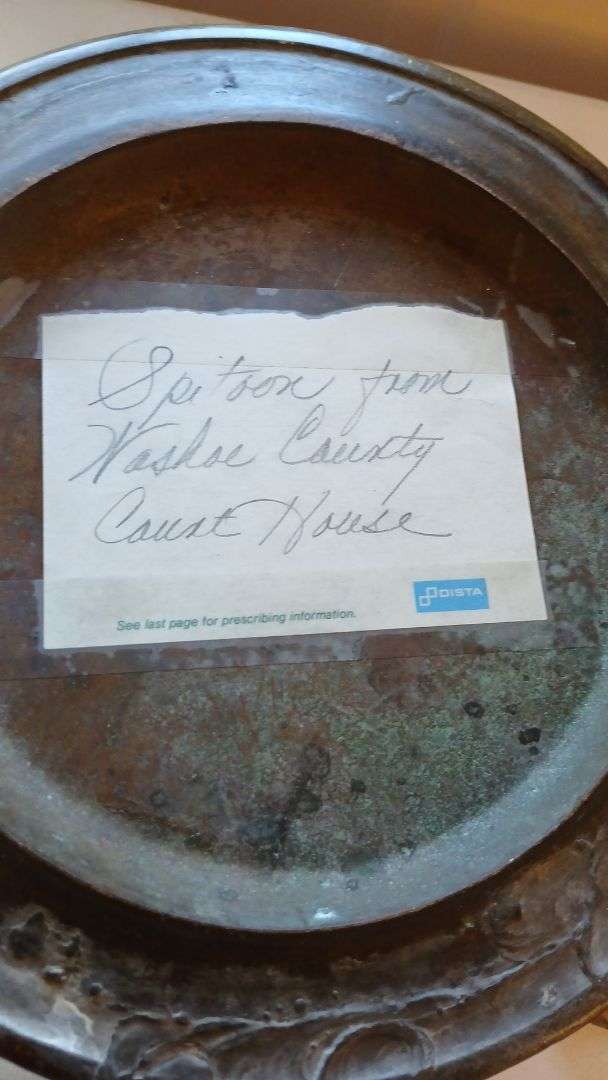 Spitoon from
Washoe County
Court House
See last page for prescribing information.
DISTA